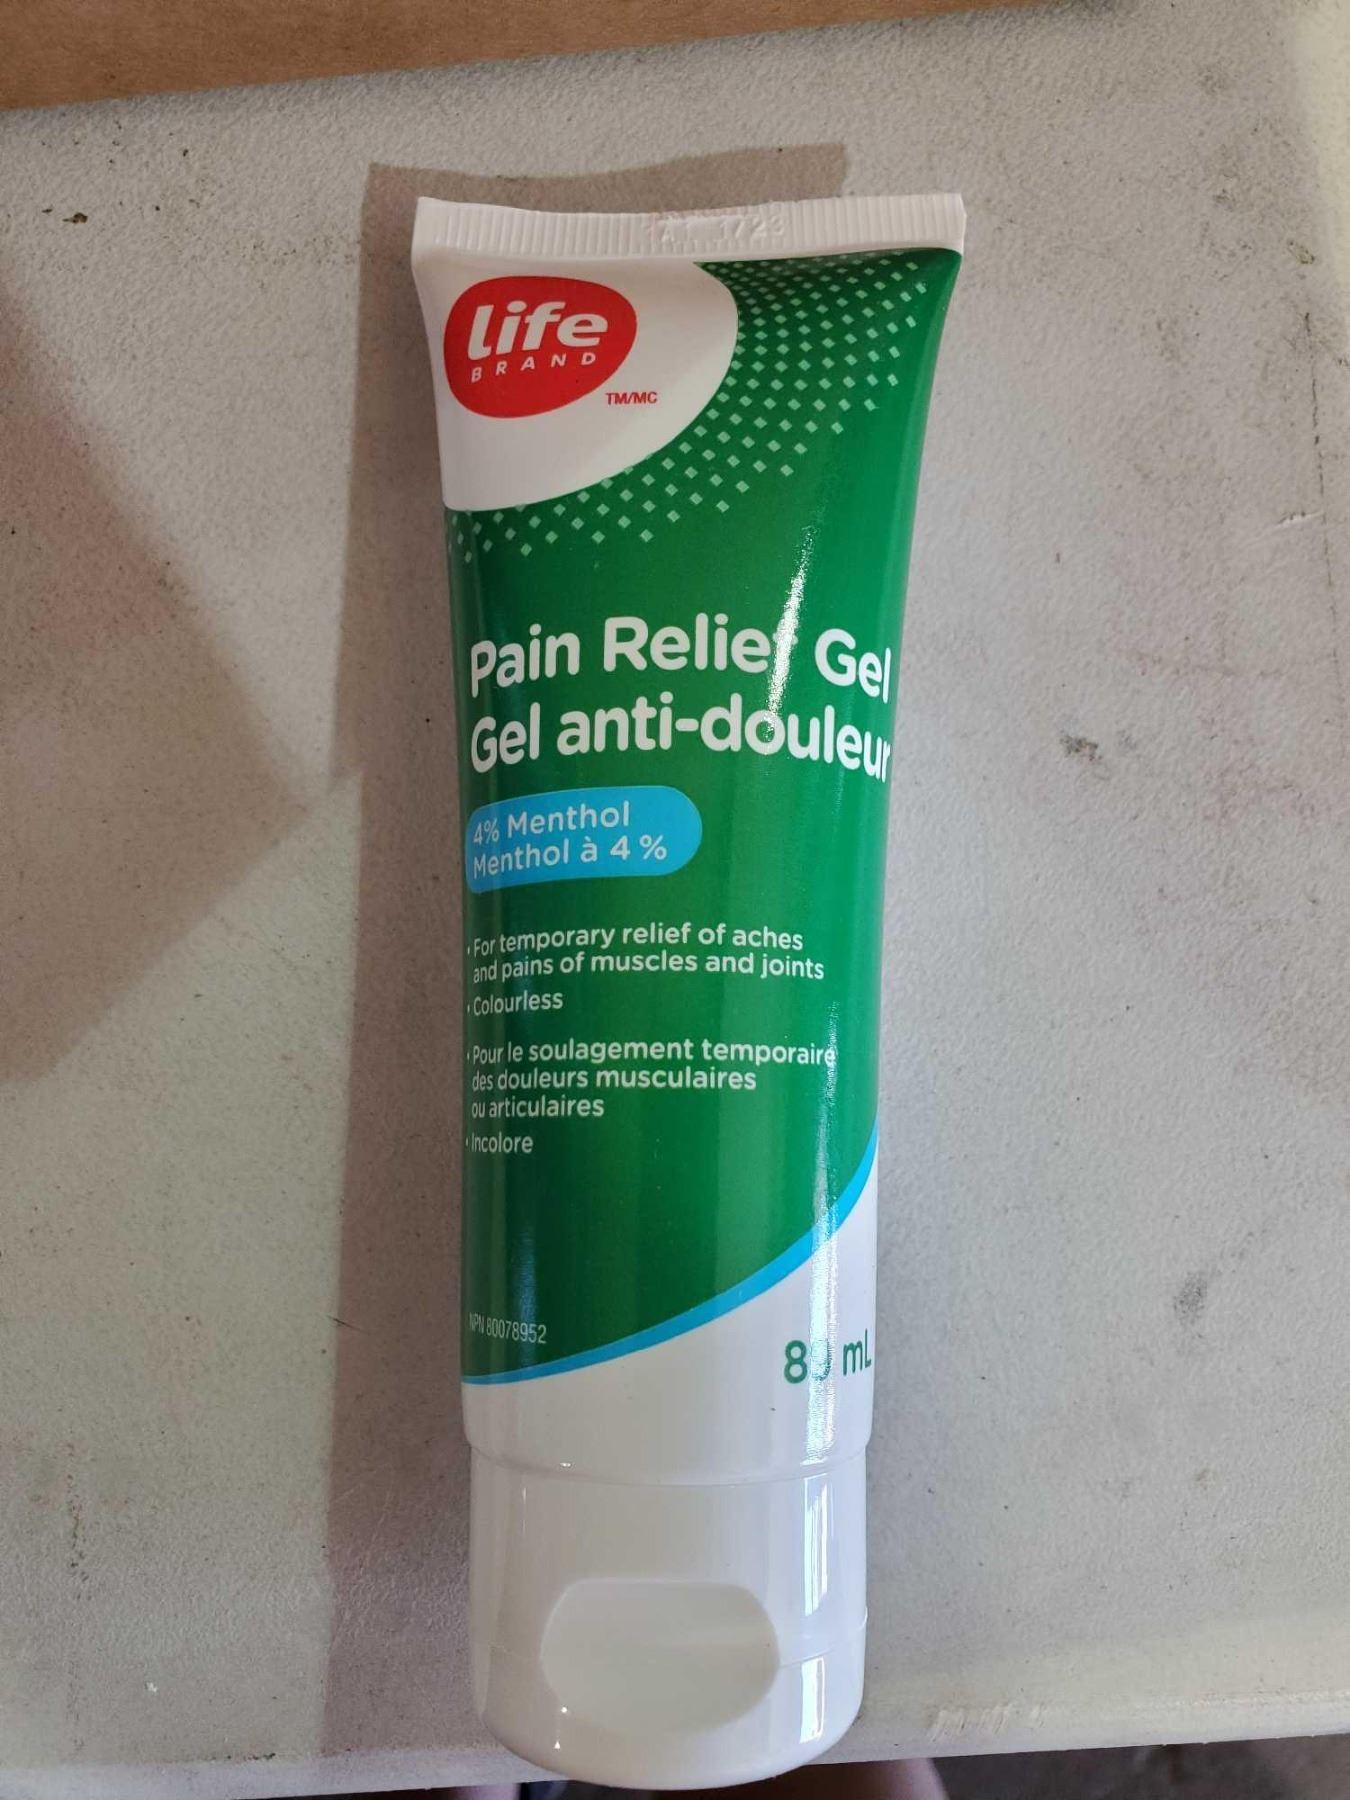 life
BRAND
TM/MC
Pain Relief Gel
Gel anti-douleur
4% Menthol
Menthol à 4 %
• For temporary relief of aches
and pains of muscles and joints
• Colourless
• Pour le soulagement temporaire
des douleurs musculaires
ou articulaires
• Incolore
NPN 80078952
mL